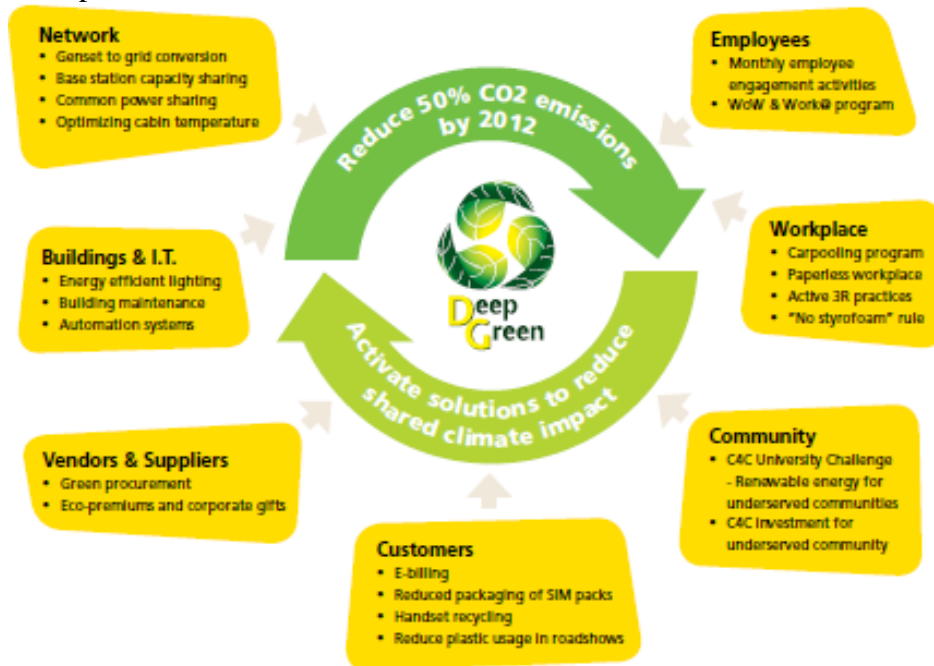 Network
• Genset to grid conversion
• Base station capacity sharing
• Common power sharing
• Optimizing cabin temperature
Employees
• Monthly employee
engagement activities
• WoW & Work@ program
Reduce 50% CO2 emissions
by 2012
Buildings & I.T.
• Energy efficient lighting
• Building maintenance
• Automation systems
Deep
Green
Workplace
• Carpooling program
• Paperless workplace
• Active 3R practices
• "No styrofoam" rule
Activate solutions to reduce
shared climate impact
Vendors & Suppliers
• Green procurement
• Eco-premiums and corporate gifts
Community
• C4C University Challenge
- Renewable energy for
underserved communities
• C4C Investment for
underserved community
Customers
• E-billing
• Reduced packaging of SIM packs
• Handset recycling
• Reduce plastic usage in roadshows